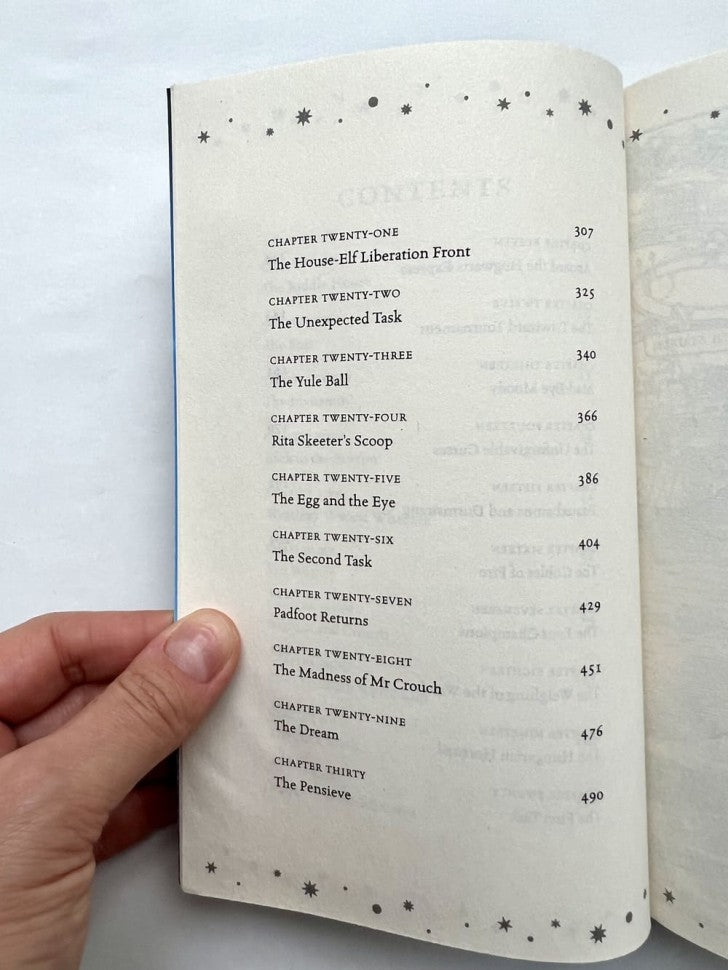 CONTENTS
CHAPTER TWENTY-ONE 307
The House-Elf Liberation Front
CHAPTER TWENTY-TWO 325
The Unexpected Task
CHAPTER TWENTY-THREE 340
The Yule Ball
CHAPTER TWENTY-FOUR 366
Rita Skeeter's Scoop
CHAPTER TWENTY-FIVE 386
The Egg and the Eye
CHAPTER TWENTY-SIX 404
The Second Task
CHAPTER TWENTY-SEVEN 429
Padfoot Returns
CHAPTER TWENTY-EIGHT 451
The Madness of Mr Crouch
CHAPTER TWENTY-NINE 476
The Dream
CHAPTER THIRTY 490
The Pensieve